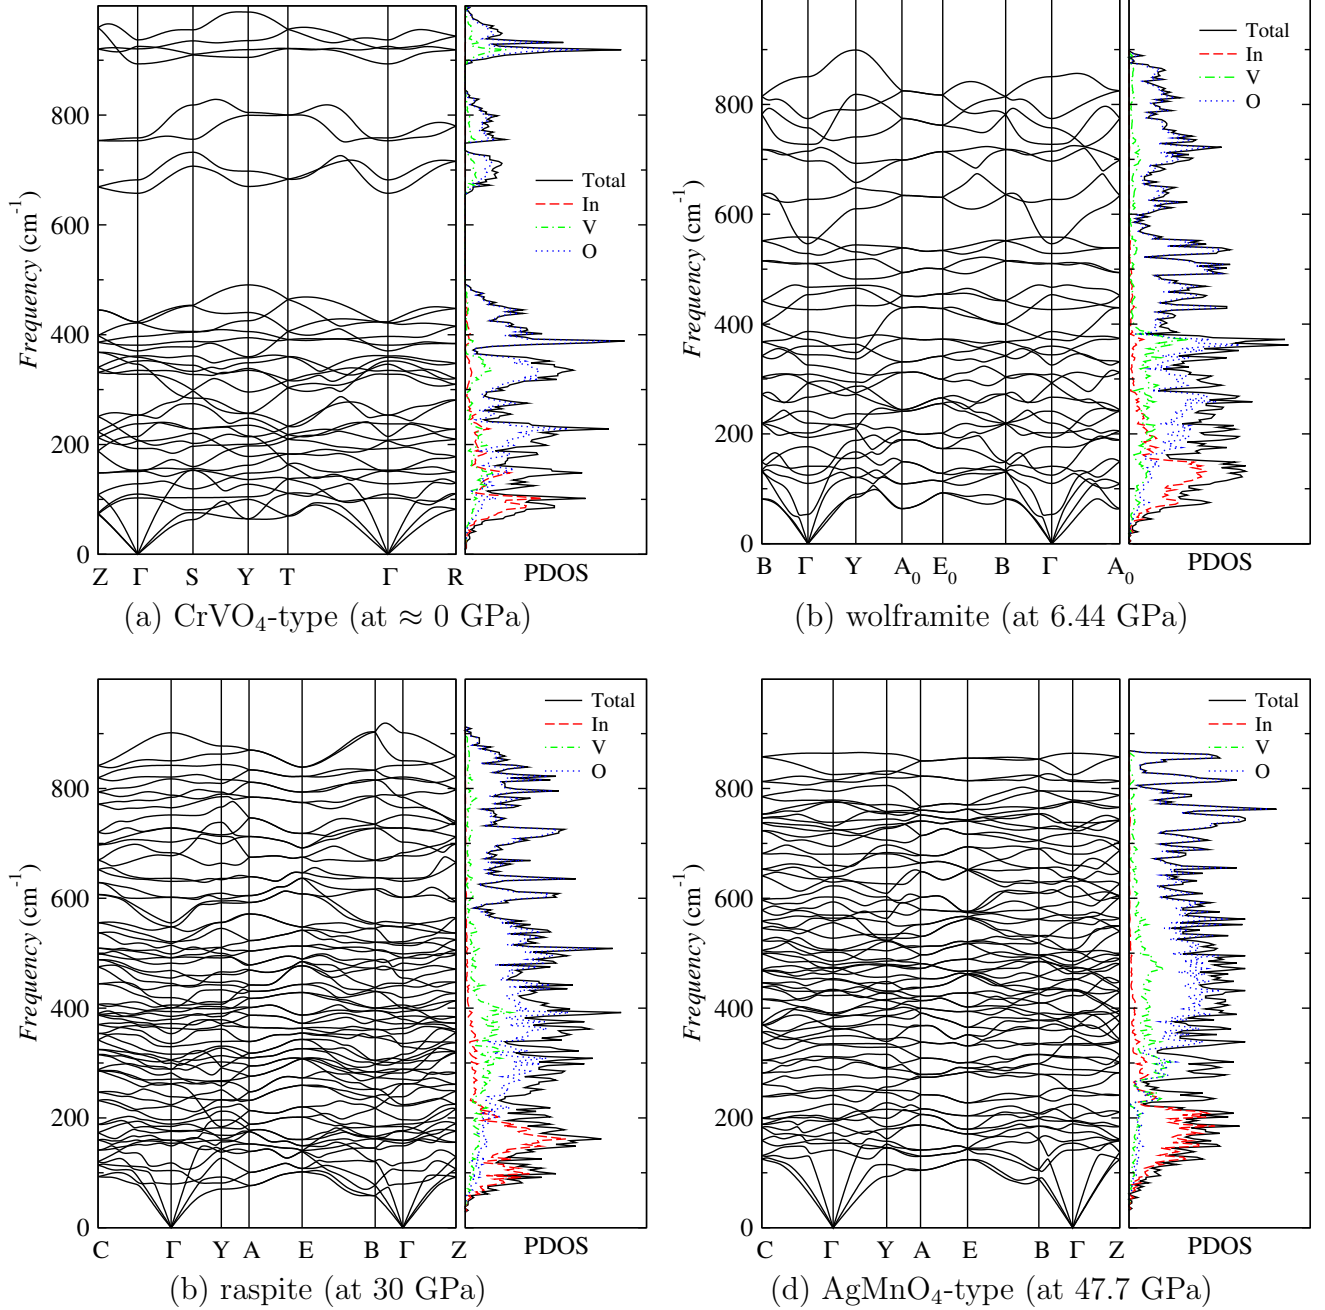 Frequency (cm⁻¹)
800
600
400
200
0
Total
In
V
O
Z Γ S Y T Γ R
PDOS
(a) CrVO₄-type (at ≈ 0 GPa)
Frequency (cm⁻¹)
800
600
400
200
0
Total
In
V
O
B Γ Y A₀ E₀ B Γ A₀
PDOS
(b) wolframite (at 6.44 GPa)
Frequency (cm⁻¹)
800
600
400
200
0
Total
In
V
O
C Γ Y A E B Γ Z
PDOS
(b) raspite (at 30 GPa)
Frequency (cm⁻¹)
800
600
400
200
0
Total
In
V
O
C Γ Y A E B Γ Z
PDOS
(d) AgMnO₄-type (at 47.7 GPa)